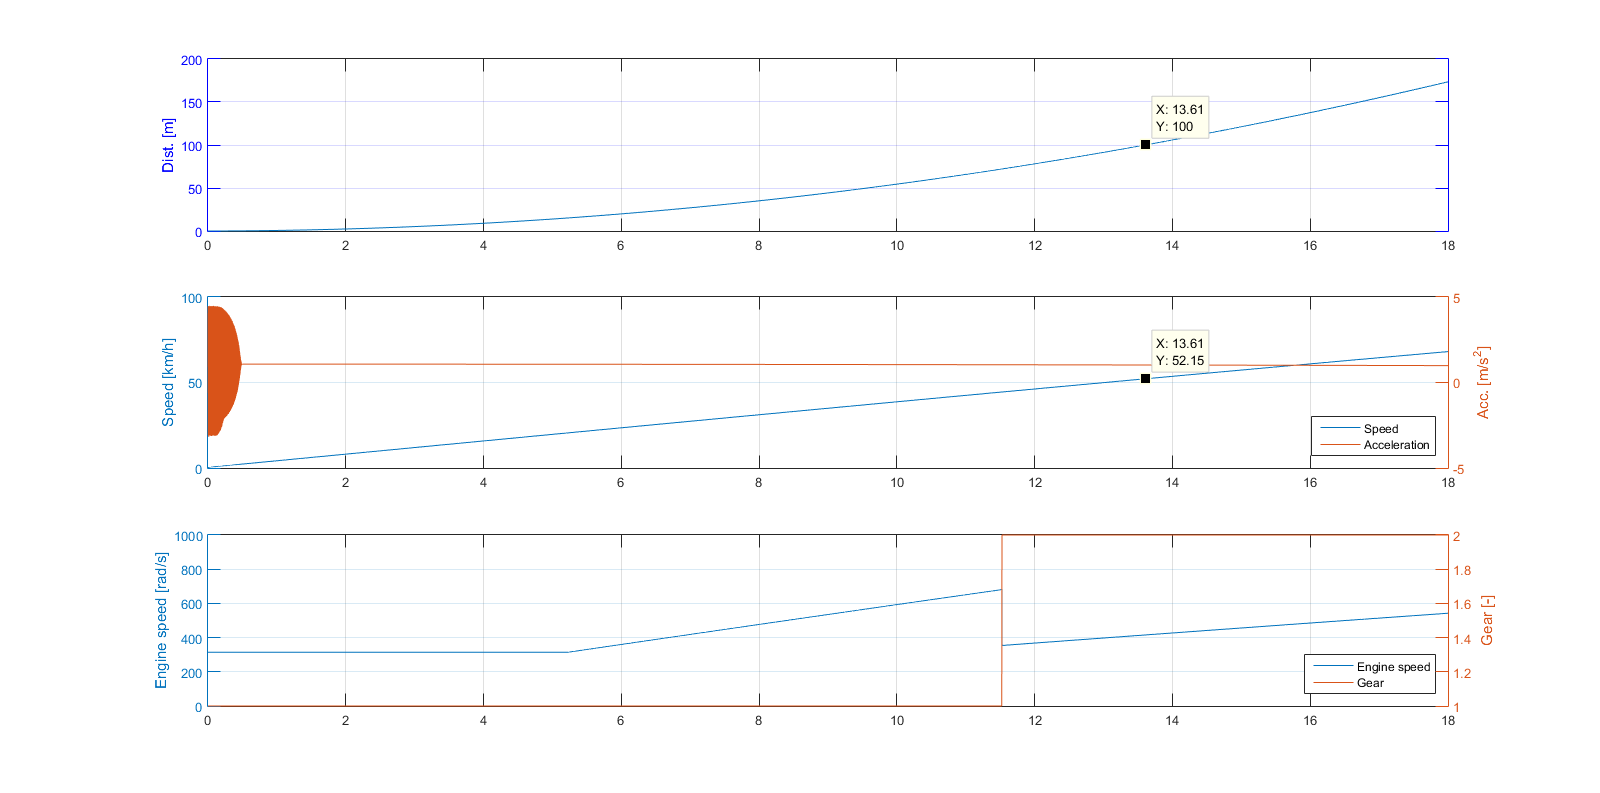 200
150
100
50
0
Dist. [m]
X: 13.61
Y: 100
0 2 4 6 8 10 12 14 16 18
100
50
0
Speed [km/h]
X: 13.61
Y: 52.15
5
0
-5
Acc. [m/s²]
Speed
Acceleration
0 2 4 6 8 10 12 14 16 18
1000
800
600
400
200
0
Engine speed [rad/s]
2
1.8
1.6
1.4
1.2
1
Gear [-]
Engine speed
Gear
0 2 4 6 8 10 12 14 16 18